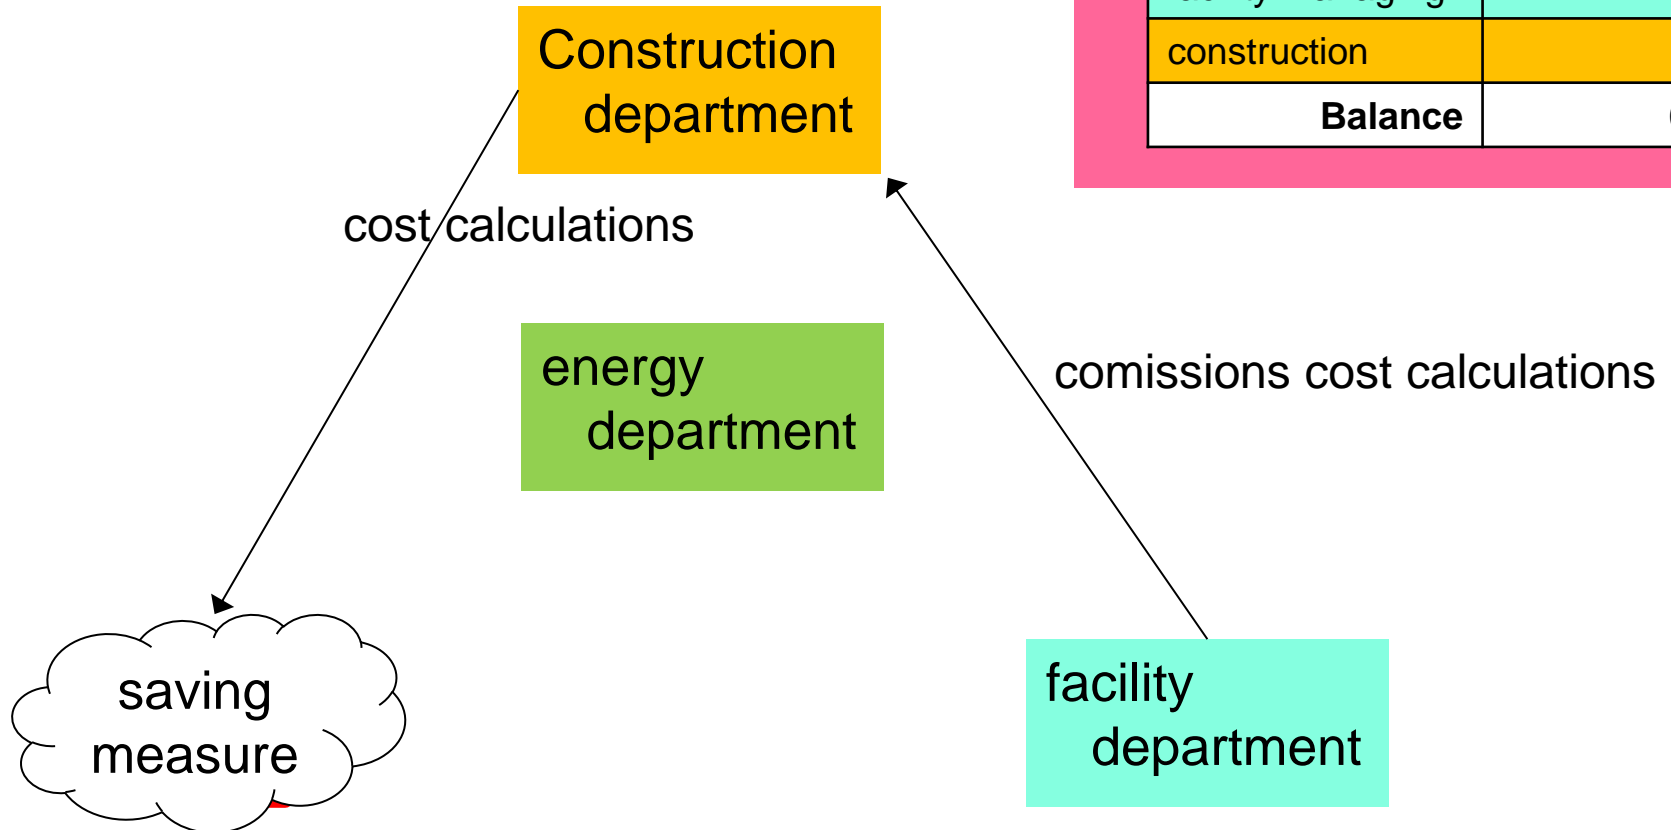 construction
Balance
Construction
department
cost calculations
energy
department
comissions cost calculations
saving
measure
facility
department